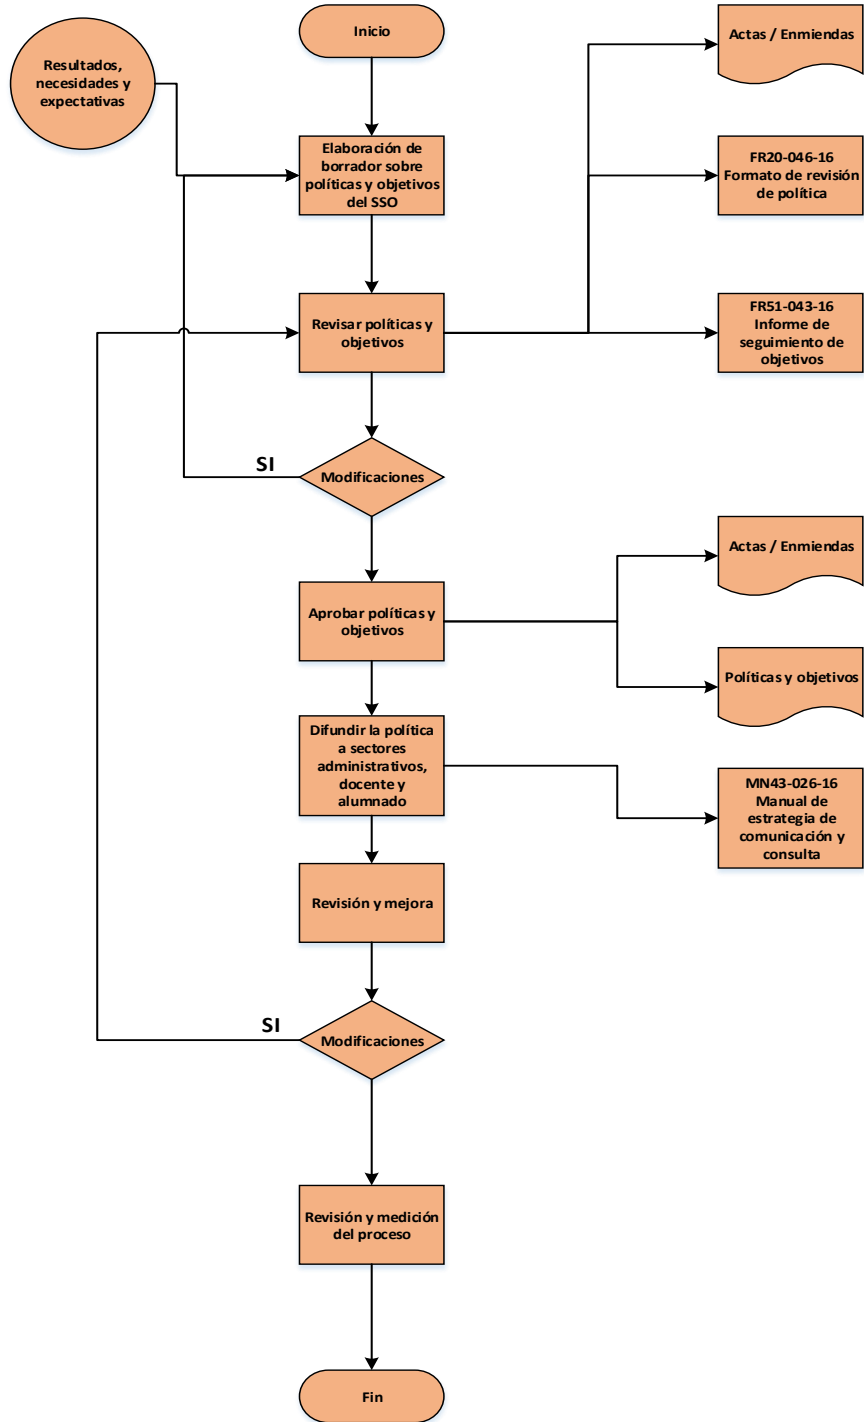 Inicio
Actas / Enmiendas
Resultados,
necesidades y
expectativas
Elaboración de
borrador sobre
políticas y objetivos
del SSO
FR20-046-16
Formato de revisión
de política
Revisar políticas y
objetivos
FR51-043-16
Informe de
seguimiento de
objetivos
SI
Modificaciones
Actas / Enmiendas
Aprobar políticas y
objetivos
Políticas y objetivos
Difundir la política
a sectores
administrativos,
docente y
alumnado
MN43-026-16
Manual de
estrategia de
comunicación y
consulta
Revisión y mejora
SI
Modificaciones
Revisión y medición
del proceso
Fin